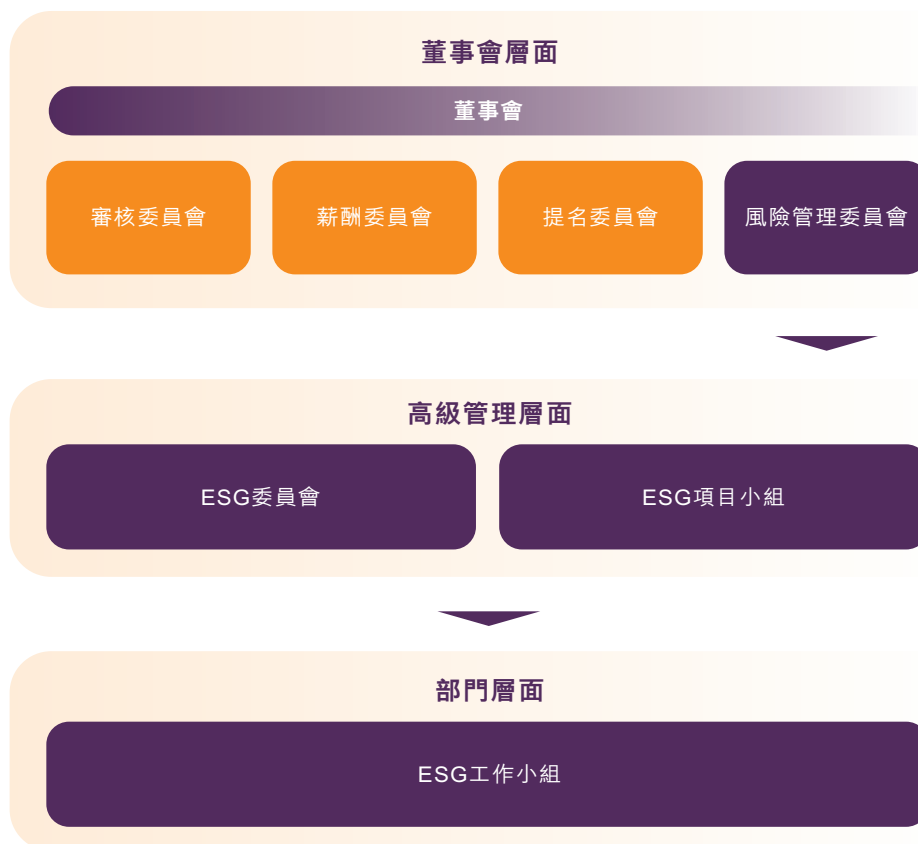 董事會層面
董事會
審核委員會
薪酬委員會
提名委員會
風險管理委員會
高級管理層面
ESG委員會
ESG項目小組
部門層面
ESG工作小組